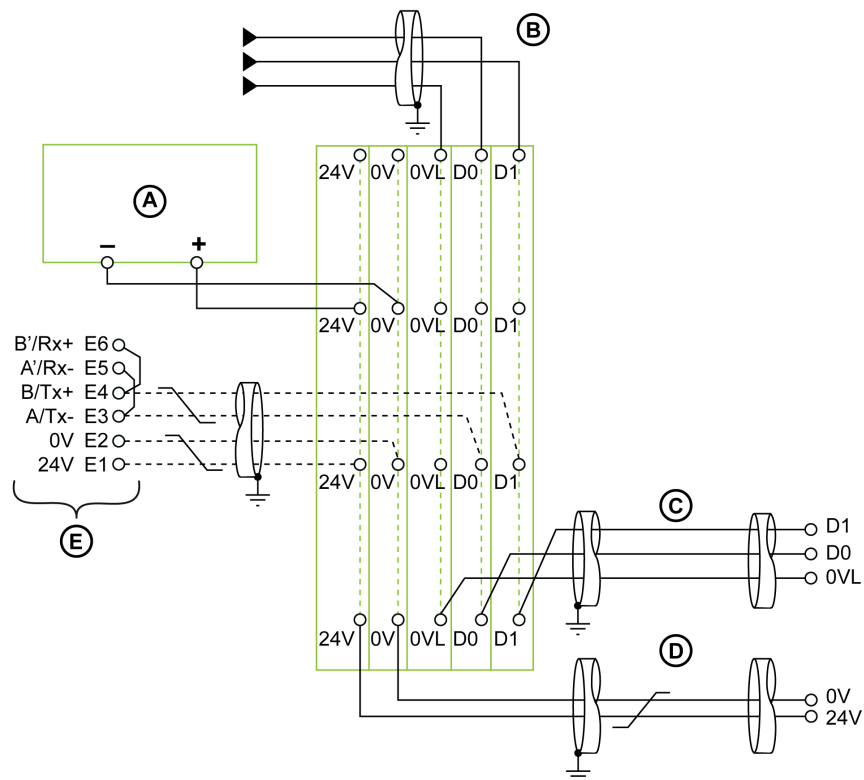 B
24V 0V 0VL D0 D1
A
− +
24V 0V 0VL D0 D1
B’/Rx+ E6
A’/Rx- E5
B/Tx+ E4
A/Tx- E3
0V E2
24V E1
E
24V 0V 0VL D0 D1
C
D1
D0
0VL
24V 0V 0VL D0 D1
D
0V
24V